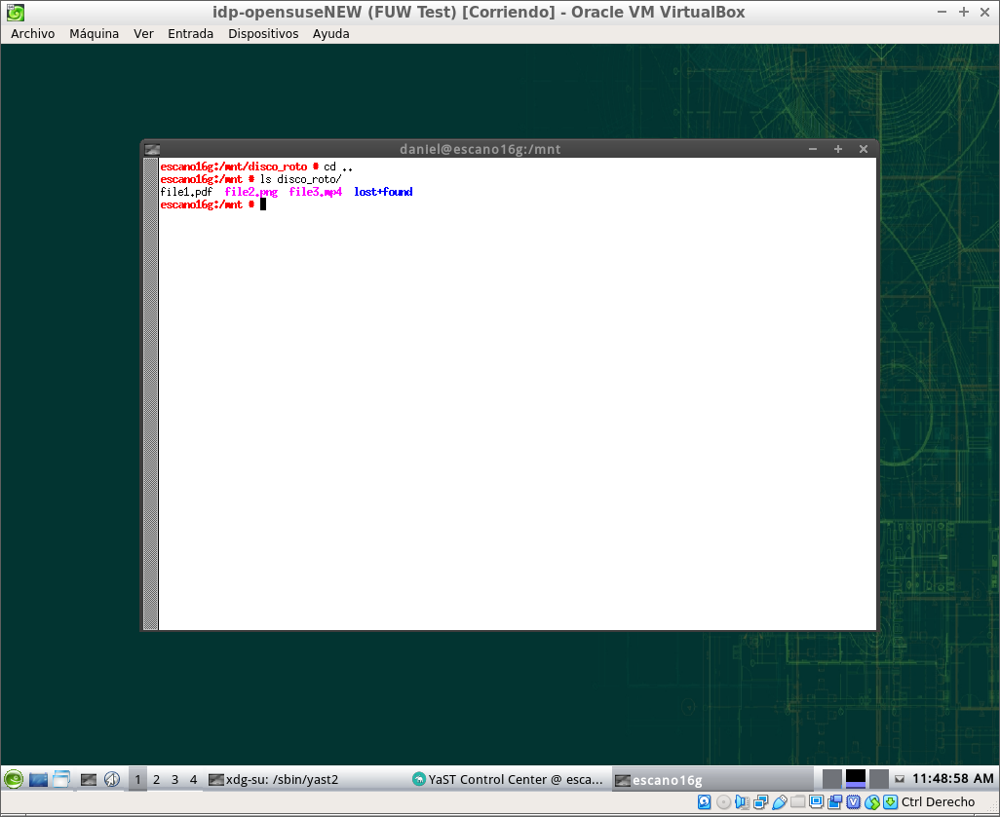 idp-opensuseNEW (FUW Test) [Corriendo] - Oracle VM VirtualBox
Archivo Máquina Ver Entrada Dispositivos Ayuda
daniel@escano16g:/mnt
escano16g:/mnt/disco_roto # cd ..
escano16g:/mnt # ls disco_roto/
file1.pdf file2.png file3.mp4 lost+found
escano16g:/mnt #
1 2 3 4 xdg-su: /sbin/yast2 YaST Control Center @ esca... escano16g 11:48:58 AM
Ctrl Derecho